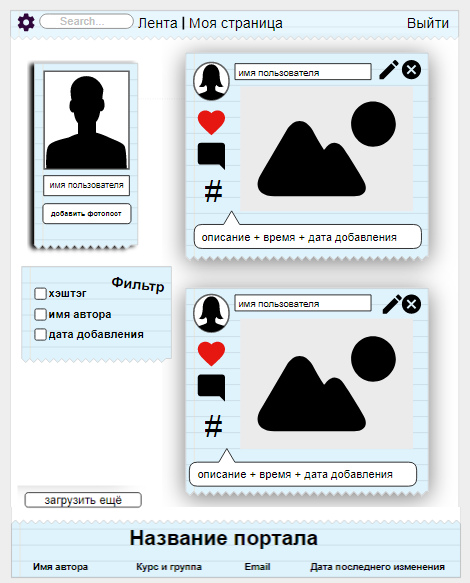 Search...
Лента | Моя страница
Выйти
имя пользователя
добавить фотопост
Фильтр
хэштэг
имя автора
дата добавления
имя пользователя
#
описание + время + дата добавления
имя пользователя
#
описание + время + дата добавления
загрузить ещё
Название портала
Имя автора Курс и группа Email Дата последнего изменения